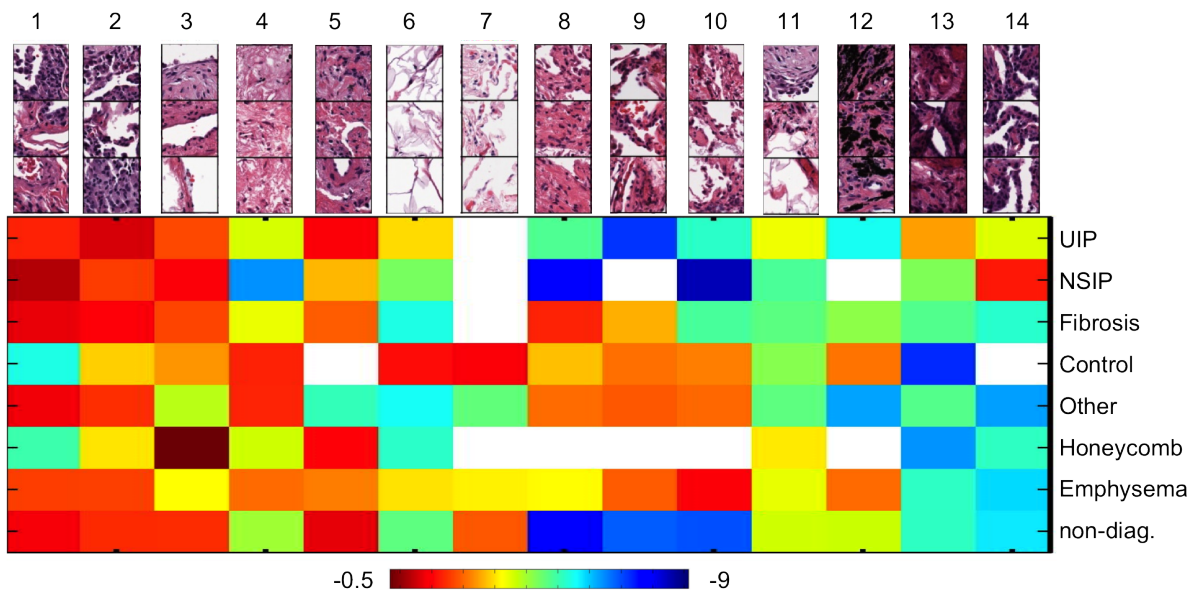 1 2 3 4 5 6 7 8 9 10 11 12 13 14
UIP
NSIP
Fibrosis
Control
Other
Honeycomb
Emphysema
non-diag.
-0.5 -9